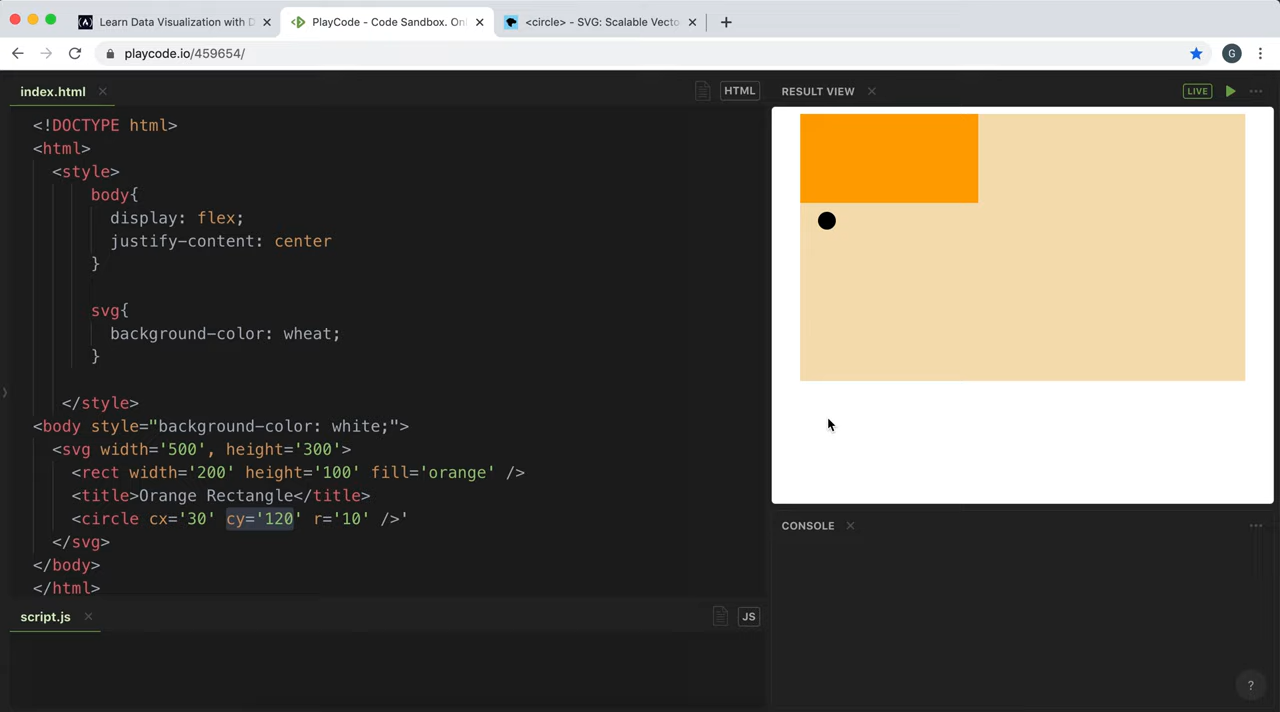 Learn Data Visualization with D
PlayCode - Code Sandbox. On
<circle> - SVG: Scalable Vecto
playcode.io/459654/
G
index.html
HTML
RESULT VIEW
LIVE
<!DOCTYPE html>
<html>
<style>
body{
display: flex;
justify-content: center
}
svg{
background-color: wheat;
}
</style>
<body style="background-color: white;">
<svg width='500', height='300'>
<rect width='200' height='100' fill='orange' />
<title>Orange Rectangle</title>
<circle cx='30' cy='120' r='10' />'
</svg>
</body>
</html>
CONSOLE
script.js
JS
?